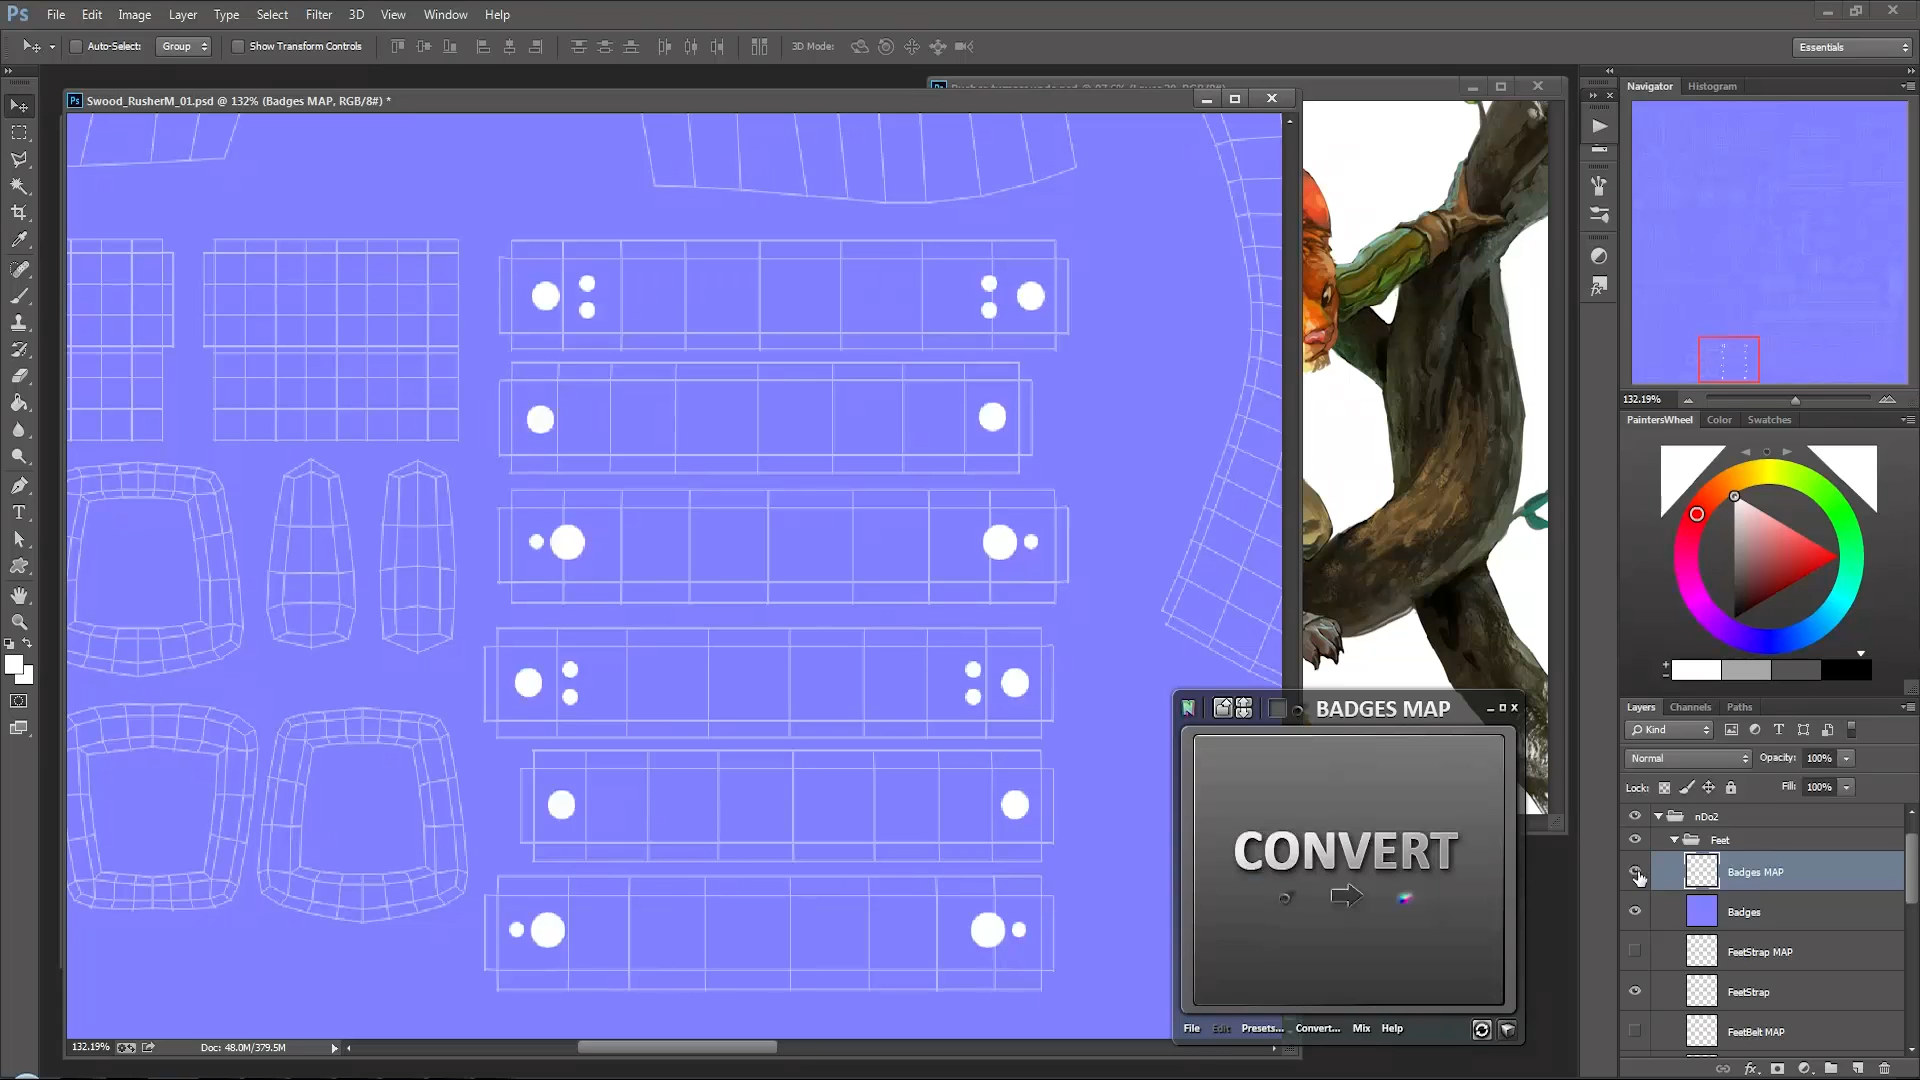 Ps File Edit Image Layer Type Select Filter 3D View Window Help
Auto-Select: Group Show Transform Controls 3D Mode: Essentials
Ps Swood_RusherM_01.psd @ 132% (Badges MAP, RGB/8#) *
Ps
Navigator Histogram
132.19%
PaintersWheel Color Swatches
BADGES MAP
CONVERT
File Edit Presets... Convert... Mix Help
Layers Channels Paths
Kind
Normal Opacity: 100%
Lock: Fill: 100%
nDo2
Feet
Badges MAP
Badges
FeetStrap MAP
FeetStrap
FeetBelt MAP
132.19% Doc: 48.0M/379.5M